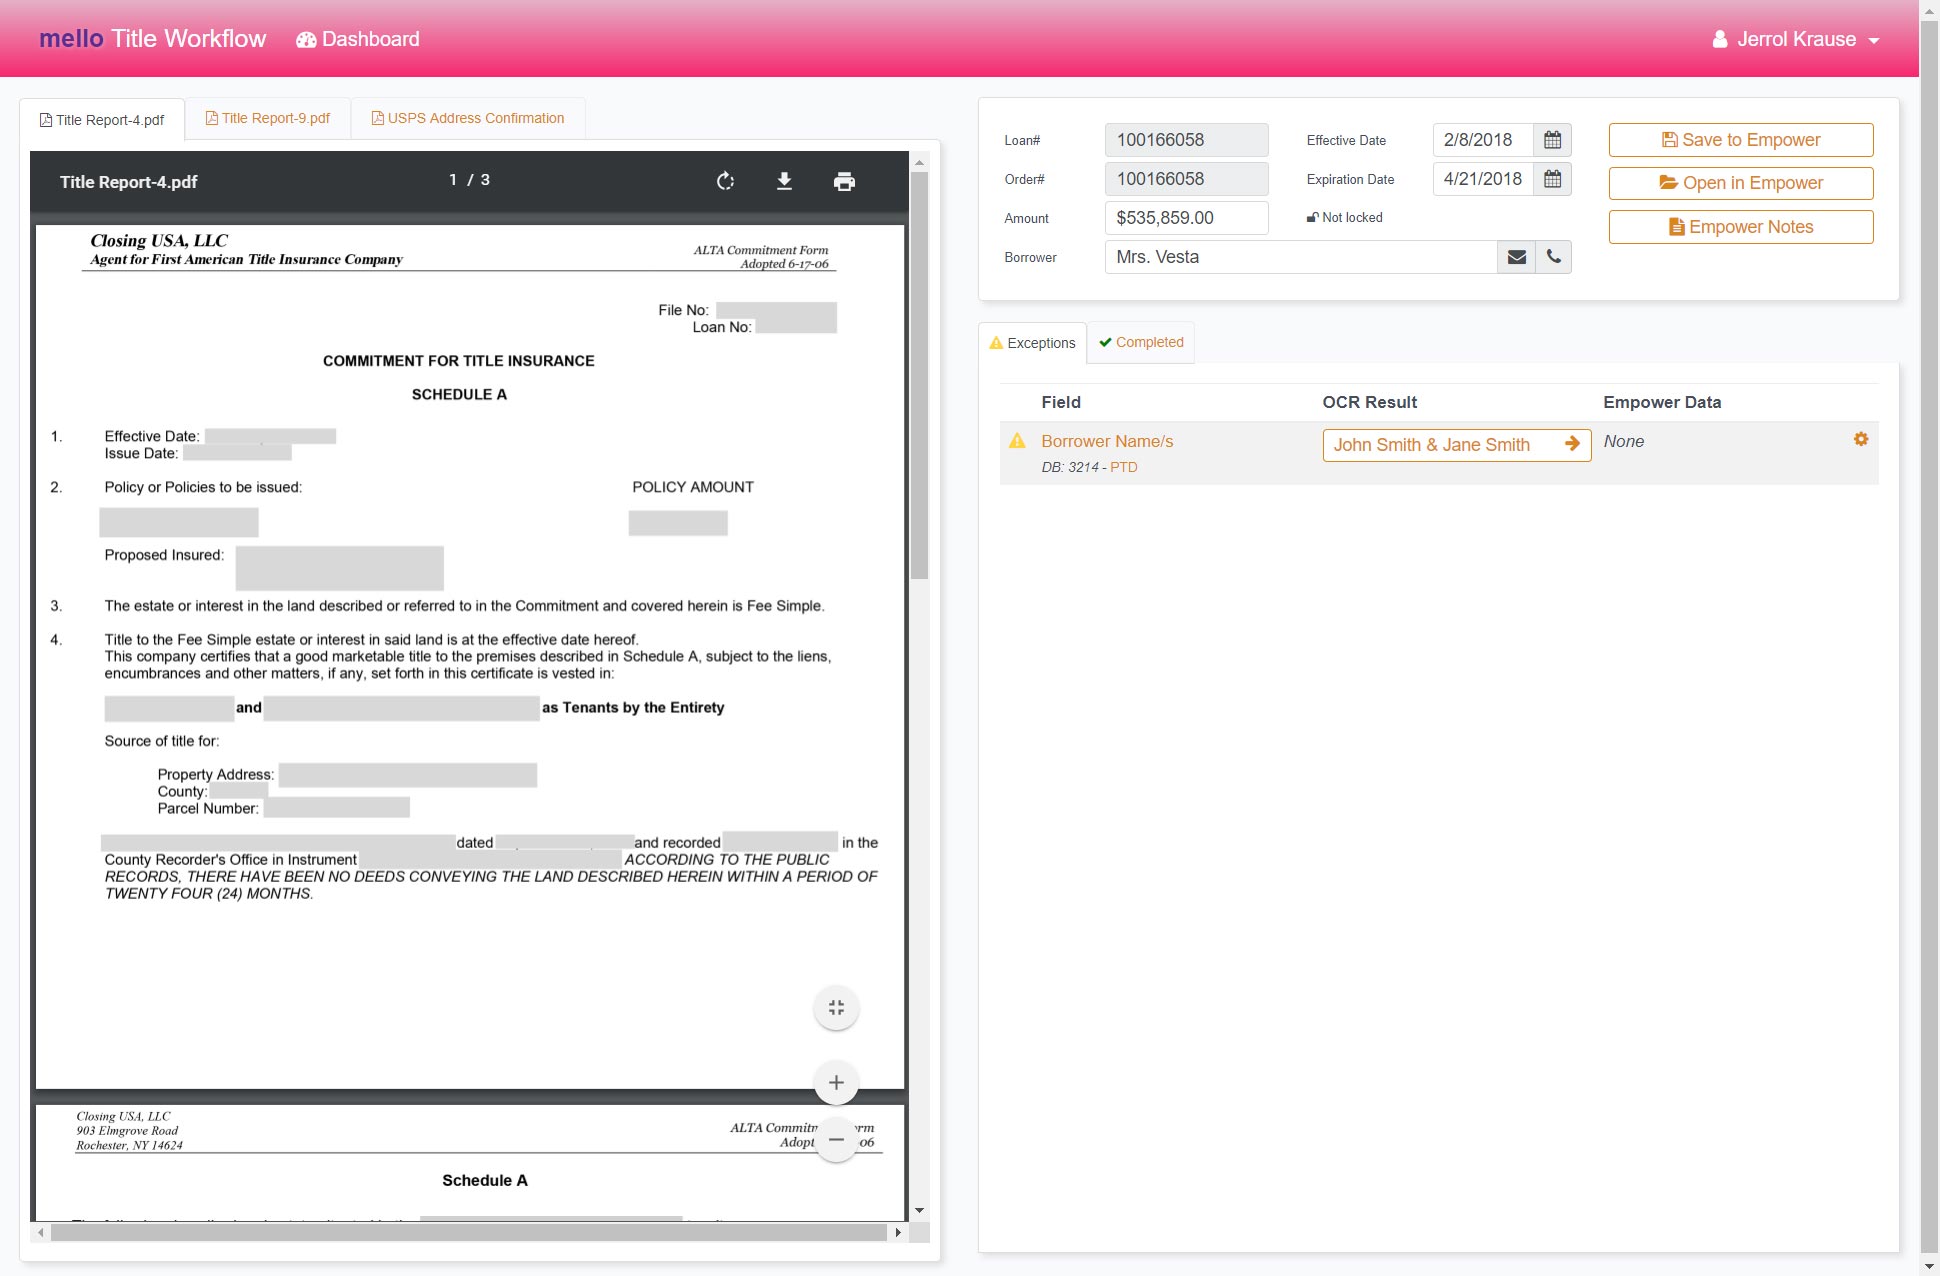 mello Title Workflow
Dashboard
Jerrol Krause
Title Report-4.pdf
Title Report-9.pdf
USPS Address Confirmation
Title Report-4.pdf
1 / 3
Closing USA, LLC
Agent for First American Title Insurance Company
ALTA Commitment Form
Adopted 6-17-06
File No:
Loan No:
COMMITMENT FOR TITLE INSURANCE
SCHEDULE A
1. Effective Date:
Issue Date:
2. Policy or Policies to be issued: POLICY AMOUNT
Proposed Insured:
3. The estate or interest in the land described or referred to in the Commitment and covered herein is Fee Simple.
4. Title to the Fee Simple estate or interest in said land is at the effective date hereof.
This company certifies that a good marketable title to the premises described in Schedule A, subject to the liens,
encumbrances and other matters, if any, set forth in this certificate is vested in:
and as Tenants by the Entirety
Source of title for:
Property Address:
County:
Parcel Number:
dated and recorded in the
County Recorder's Office in Instrument ACCORDING TO THE PUBLIC
RECORDS, THERE HAVE BEEN NO DEEDS CONVEYING THE LAND DESCRIBED HEREIN WITHIN A PERIOD OF
TWENTY FOUR (24) MONTHS.
Closing USA, LLC
903 Elmgrove Road
Rochester, NY 14624
ALTA Commitm rm
Adopt 06
Schedule A
Loan# 100166058
Order# 100166058
Amount $535,859.00
Borrower Mrs. Vesta
Effective Date 2/8/2018
Expiration Date 4/21/2018
Not locked
Save to Empower
Open in Empower
Empower Notes
Exceptions
Completed
Field OCR Result Empower Data
Borrower Name/s John Smith & Jane Smith None
DB: 3214 - PTD